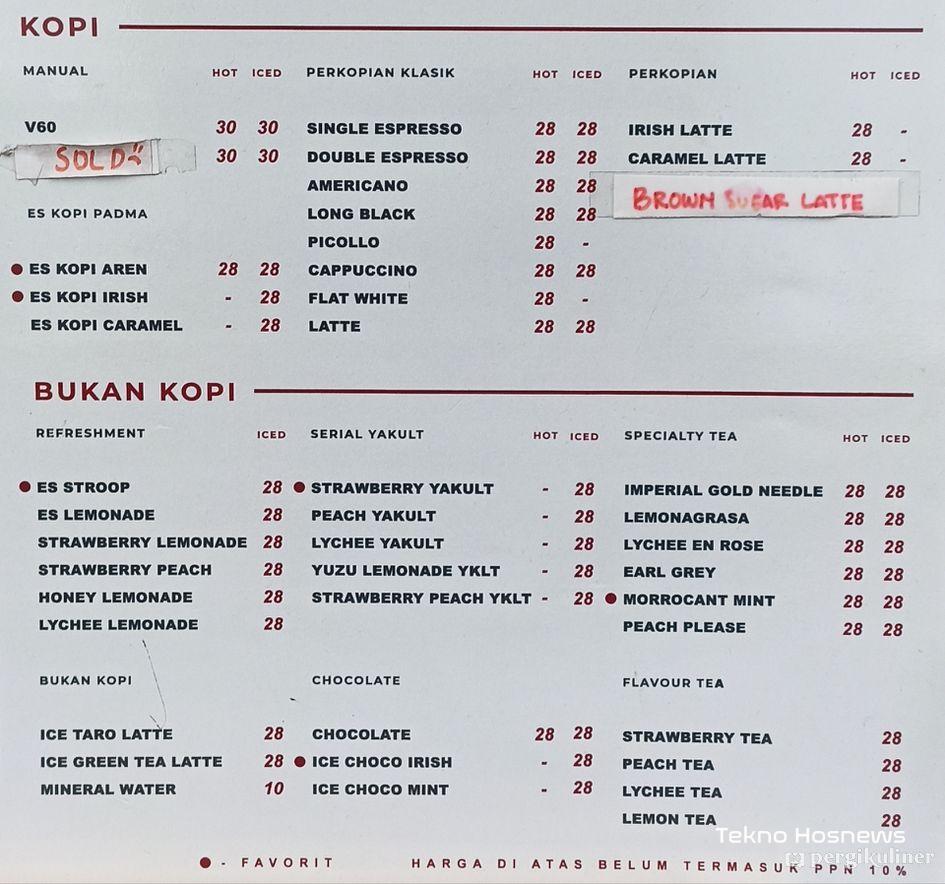 KOPI
MANUAL HOT ICED
V60 30 30
SOLD 30 30
ES KOPI PADMA
ES KOPI AREN 28 28
ES KOPI IRISH - 28
ES KOPI CARAMEL - 28
PERKOPIAN KLASIK HOT ICED
SINGLE ESPRESSO 28 28
DOUBLE ESPRESSO 28 28
AMERICANO 28 28
LONG BLACK 28 28
PICOLLO 28 -
CAPPUCCINO 28 28
FLAT WHITE 28 -
LATTE 28 28
PERKOPIAN HOT ICED
IRISH LATTE 28 -
CARAMEL LATTE 28 -
BROWN SUGAR LATTE
BUKAN KOPI
REFRESHMENT ICED
ES STROOP 28
ES LEMONADE 28
STRAWBERRY LEMONADE 28
STRAWBERRY PEACH 28
HONEY LEMONADE 28
LYCHEE LEMONADE 28
SERIAL YAKULT HOT ICED
STRAWBERRY YAKULT - 28
PEACH YAKULT - 28
LYCHEE YAKULT - 28
YUZU LEMONADE YKLT - 28
STRAWBERRY PEACH YKLT - 28
SPECIALTY TEA HOT ICED
IMPERIAL GOLD NEEDLE 28 28
LEMONAGRASA 28 28
LYCHEE EN ROSE 28 28
EARL GREY 28 28
MORROCANT MINT 28 28
PEACH PLEASE 28 28
BUKAN KOPI
ICE TARO LATTE 28
ICE GREEN TEA LATTE 28
MINERAL WATER 10
CHOCOLATE
CHOCOLATE 28 28
ICE CHOCO IRISH - 28
ICE CHOCO MINT - 28
FLAVOUR TEA
STRAWBERRY TEA 28
PEACH TEA 28
LYCHEE TEA 28
LEMON TEA 28
Tekno Hosnews
pergikuliner
- FAVORIT HARGA DI ATAS BELUM TERMASUK PPN 10%